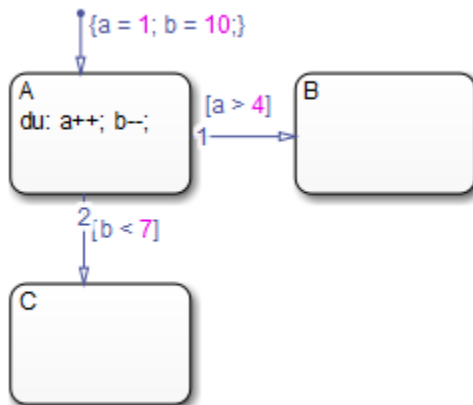 {a = 1; b = 10;}
A
du: a++; b--;
[a > 4]
1
B
2
[b < 7]
C